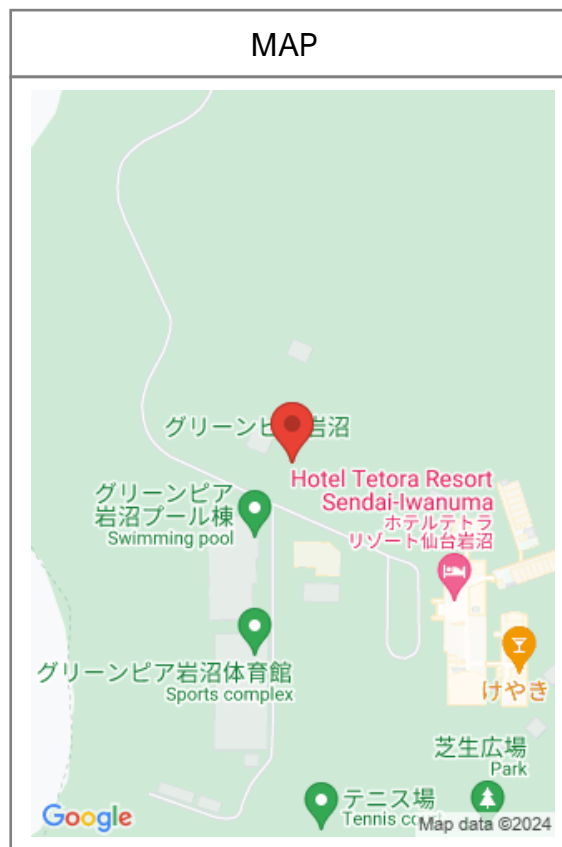 MAP
グリーンピ
岩沼
Hotel Tetora Resort
Sendai-Iwanuma
ホテルテトラ
リゾート仙台岩沼
グリーンピア
岩沼プール棟
Swimming pool
グリーンピア岩沼体育館
Sports complex
けやき
芝生広場
Park
テニス場
Tennis
Google
Map data ©2024